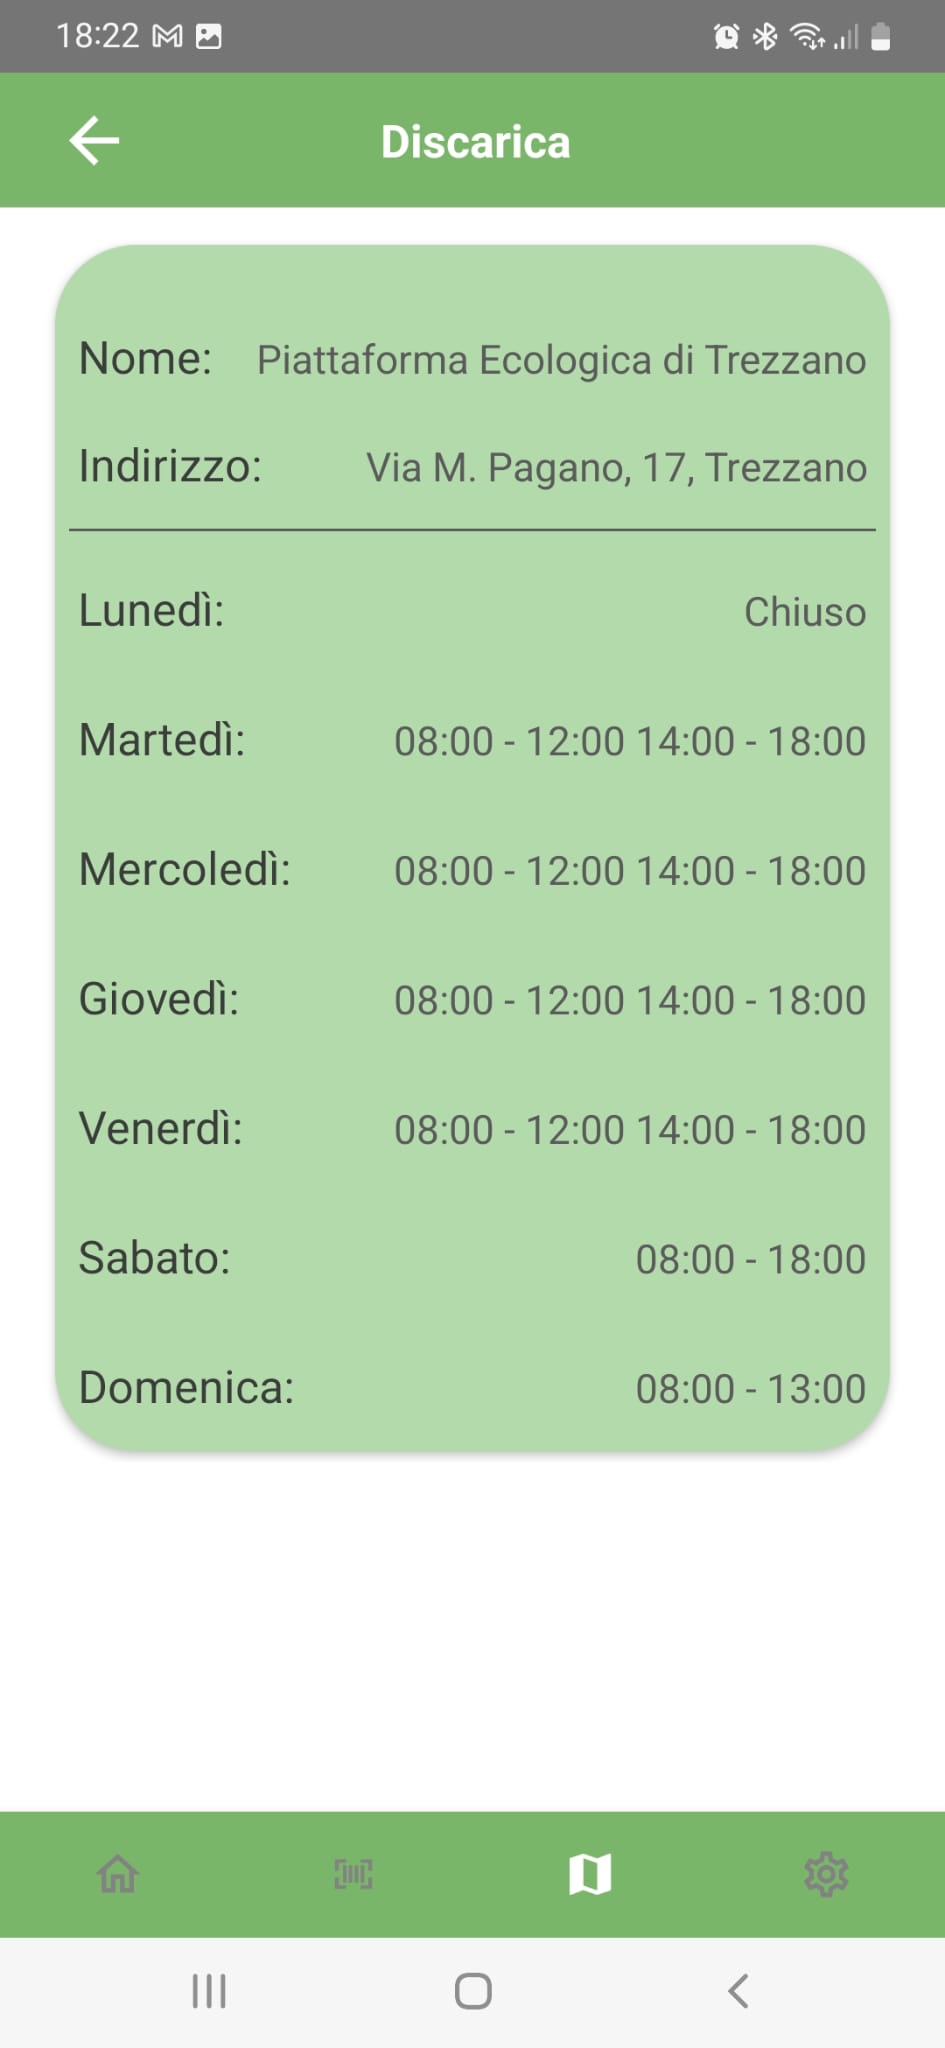 18:22
Discarica
Nome: Piattaforma Ecologica di Trezzano
Indirizzo: Via M. Pagano, 17, Trezzano
Lunedì: Chiuso
Martedì: 08:00 - 12:00 14:00 - 18:00
Mercoledì: 08:00 - 12:00 14:00 - 18:00
Giovedì: 08:00 - 12:00 14:00 - 18:00
Venerdì: 08:00 - 12:00 14:00 - 18:00
Sabato: 08:00 - 18:00
Domenica: 08:00 - 13:00